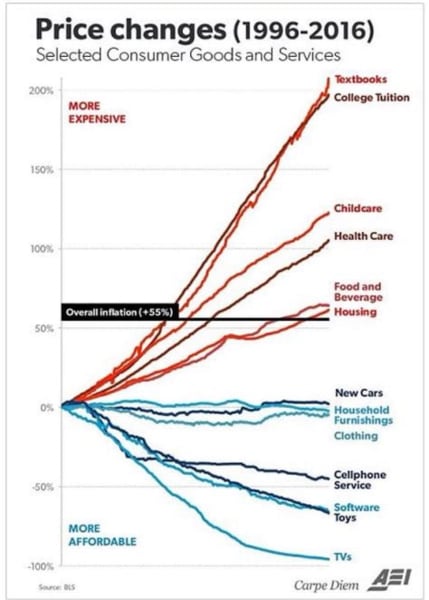 Price changes (1996-2016)
Selected Consumer Goods and Services
200%
150%
100%
50%
0%
-50%
-100%
MORE
EXPENSIVE
Overall inflation (+55%)
Textbooks
College Tuition
Childcare
Health Care
Food and
Beverage
Housing
New Cars
Household
Furnishings
Clothing
Cellphone
Service
Software
Toys
TVs
MORE
AFFORDABLE
Source: BLS
Carpe Diem AEI